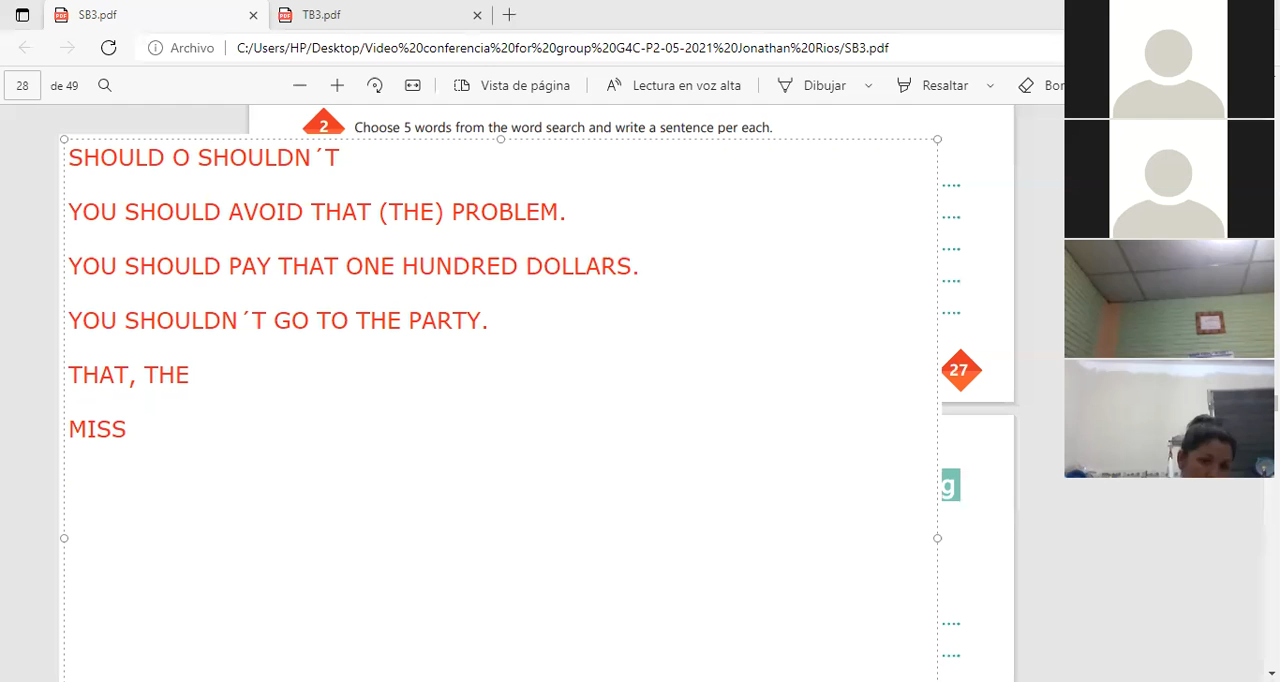 SB3.pdf
TB3.pdf
Archivo
C:/Users/HP/Desktop/Video%20conferencia%20for%20group%20G4C-P2-05-2021%20Jonathan%20Rios/SB3.pdf
28 de 49
Vista de página
Lectura en voz alta
Dibujar
Resaltar
Bor
2 Choose 5 words from the word search and write a sentence per each.
SHOULD O SHOULDN´T
YOU SHOULD AVOID THAT (THE) PROBLEM.
YOU SHOULD PAY THAT ONE HUNDRED DOLLARS.
YOU SHOULDN´T GO TO THE PARTY.
THAT, THE
MISS
27
g